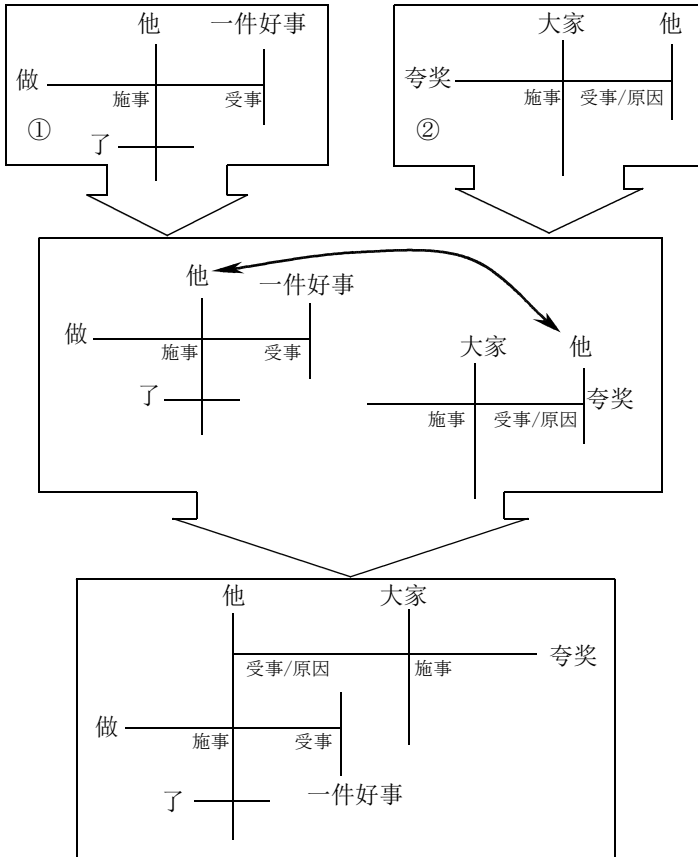 他 一件好事
做
施事 受事
①
了
大家 他
夸奖
施事 受事/原因
②
他 一件好事
做
施事 受事
了
大家 他
夸奖
施事 受事/原因
他 大家
受事/原因 施事 夸奖
做
施事 受事
了 一件好事